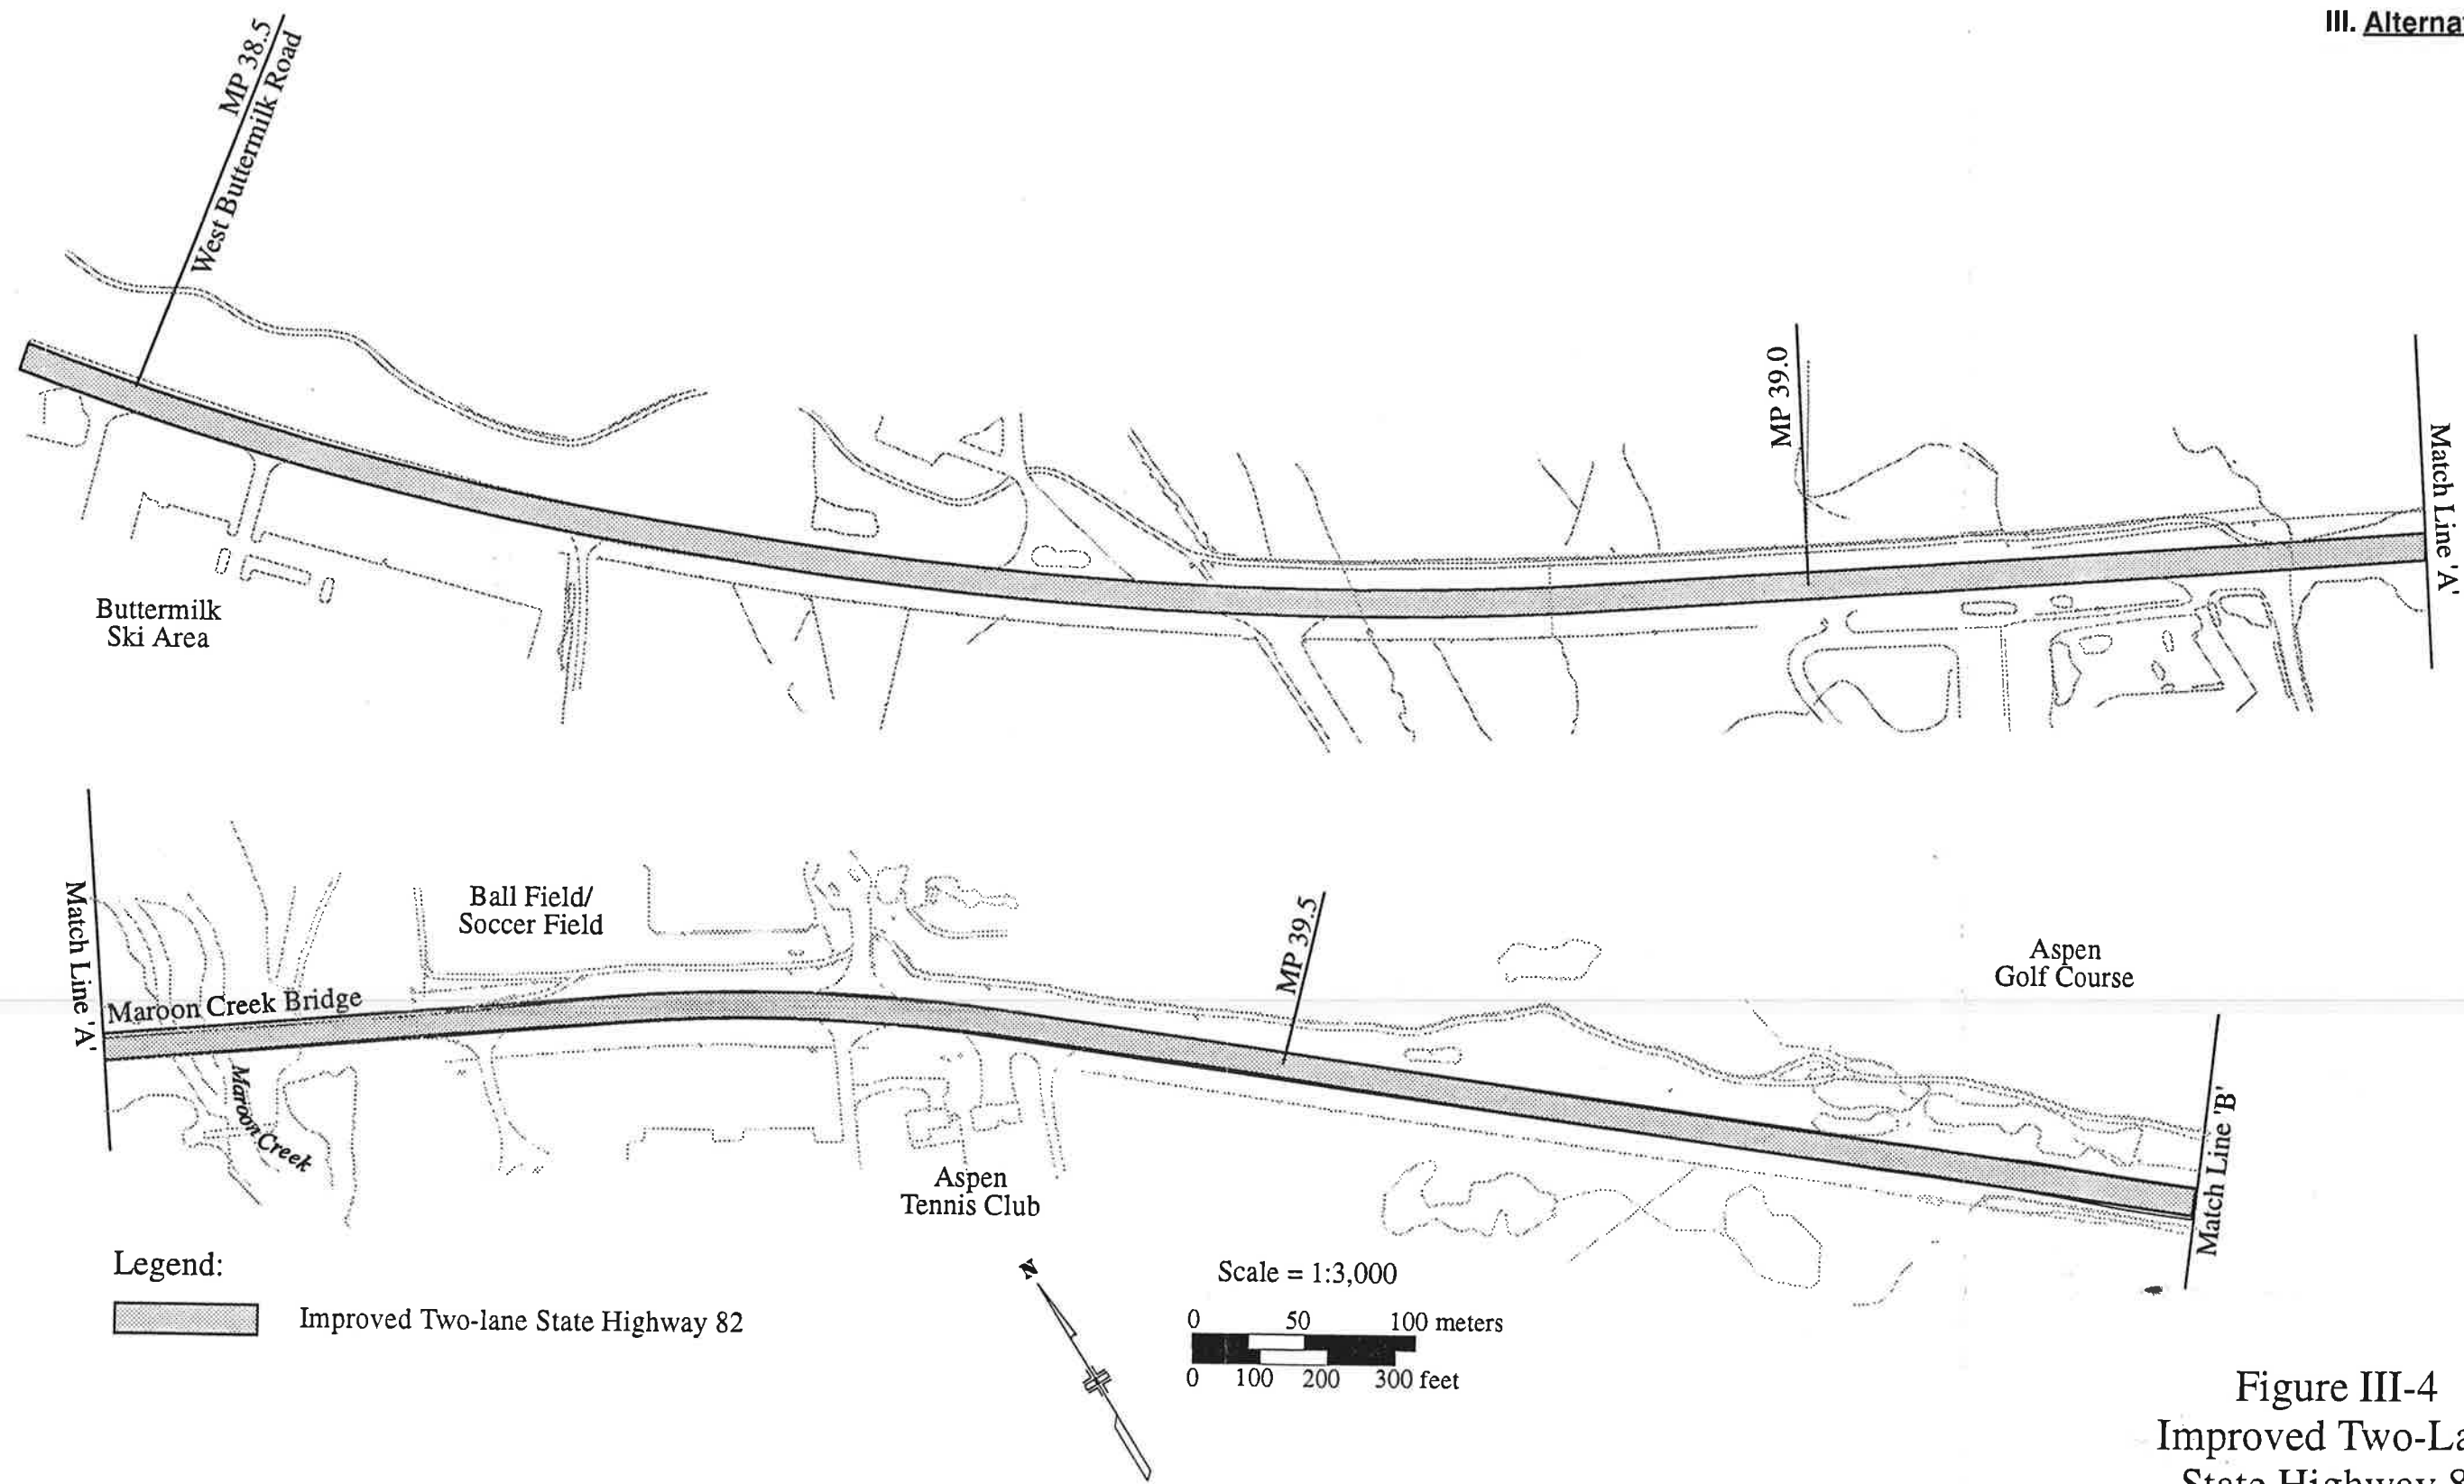 III. Alterna
MP 38.5
West Buttermilk Road
MP 39.0
Match Line 'A'
Buttermilk
Ski Area
Match Line 'A'
Maroon Creek Bridge
Maroon Creek
Ball Field/
Soccer Field
MP 39.5
Aspen
Golf Course
Aspen
Tennis Club
Match Line 'B'
Legend:
Improved Two-lane State Highway 82
N
Scale = 1:3,000
0 50 100 meters
0 100 200 300 feet
Figure III-4
Improved Two-La
State Highway 8